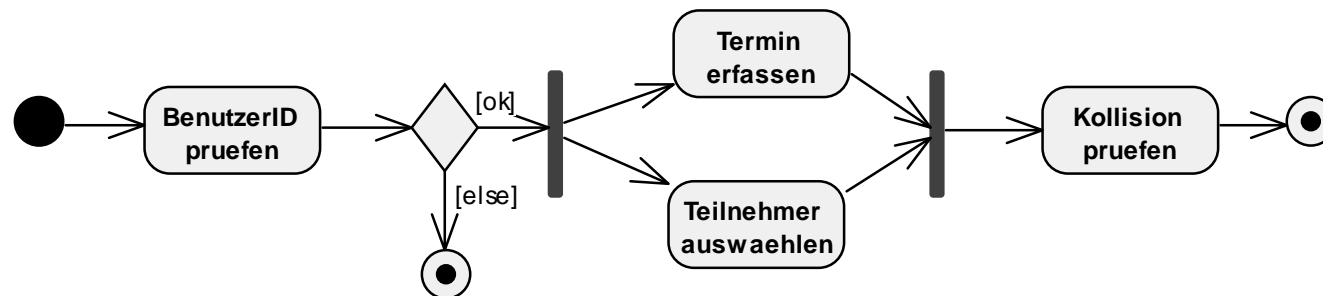 BenutzerID
pruefen
[ok]
[else]
Termin
erfassen
Teilnehmer
auswaehlen
Kollision
pruefen